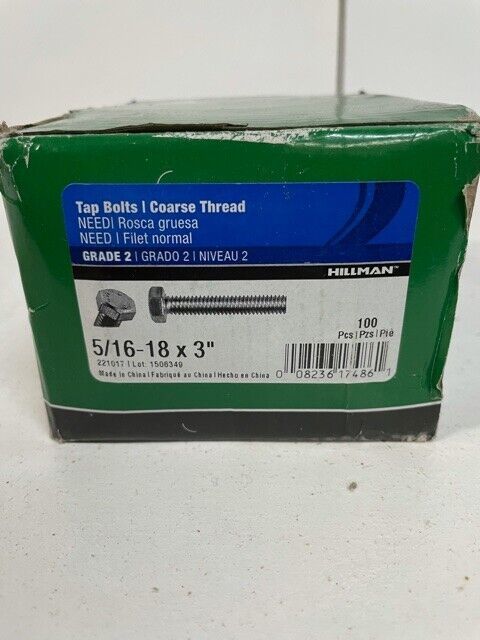 Tap Bolts | Coarse Thread
NEED| Rosca gruesa
NEED | Filet normal
GRADE 2 | GRADO 2 | NIVEAU 2
HILLMAN™
100
Pcs | Pzs | Pié
5/16-18 x 3"
221017 | Lot: 1506349
Made in China | Fabriqué au China | Hecho en China
0 08236 17486 1